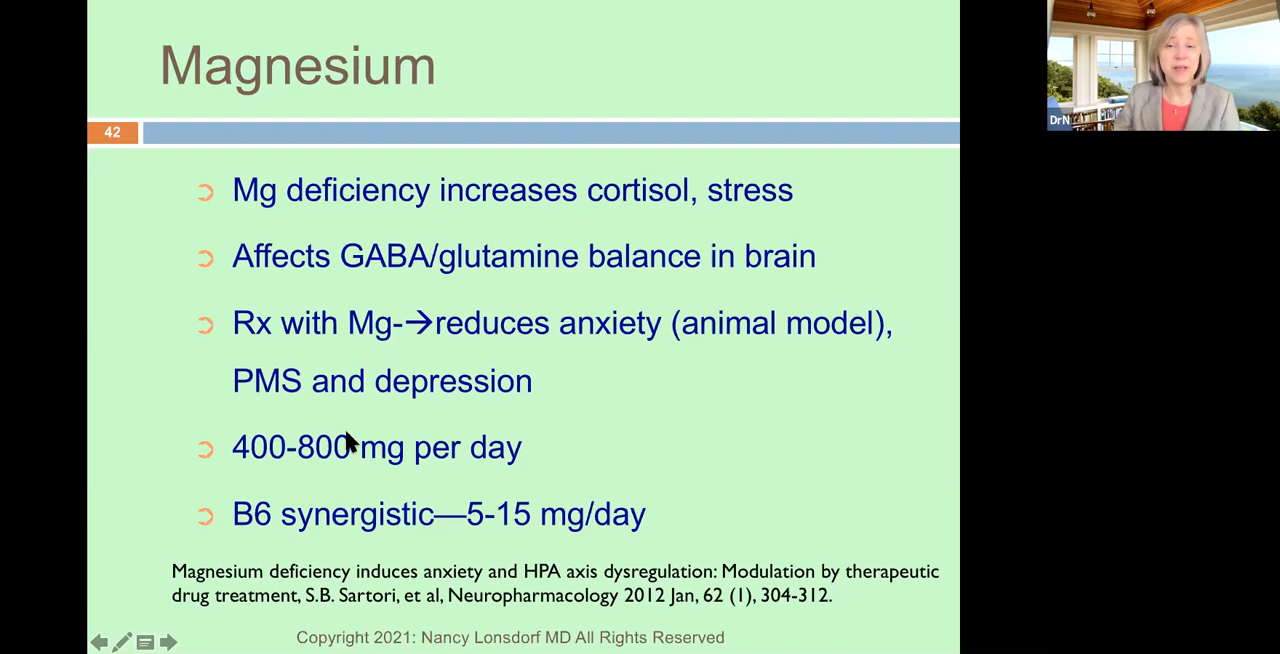 Magnesium
42
Mg deficiency increases cortisol, stress
Affects GABA/glutamine balance in brain
Rx with Mg-→reduces anxiety (animal model),
PMS and depression
400-800 mg per day
B6 synergistic—5-15 mg/day
Magnesium deficiency induces anxiety and HPA axis dysregulation: Modulation by therapeutic
drug treatment, S.B. Sartori, et al, Neuropharmacology 2012 Jan, 62 (1), 304-312.
Copyright 2021: Nancy Lonsdorf MD All Rights Reserved
DrN